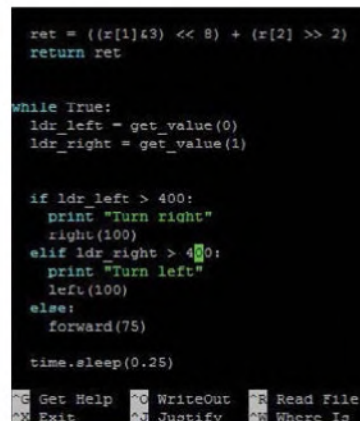 ret = ((r[1]&3) << 8) + (r[2] >> 2)
return ret
while True:
ldr_left = get_value(0)
ldr_right = get_value(1)
if ldr_left > 400:
print "Turn right"
right(100)
elif ldr_right > 400:
print "Turn left"
left(100)
else:
forward(75)
time.sleep(0.25)
^G Get Help ^O WriteOut ^R Read File
^X Exit ^J Justify ^W Where Is